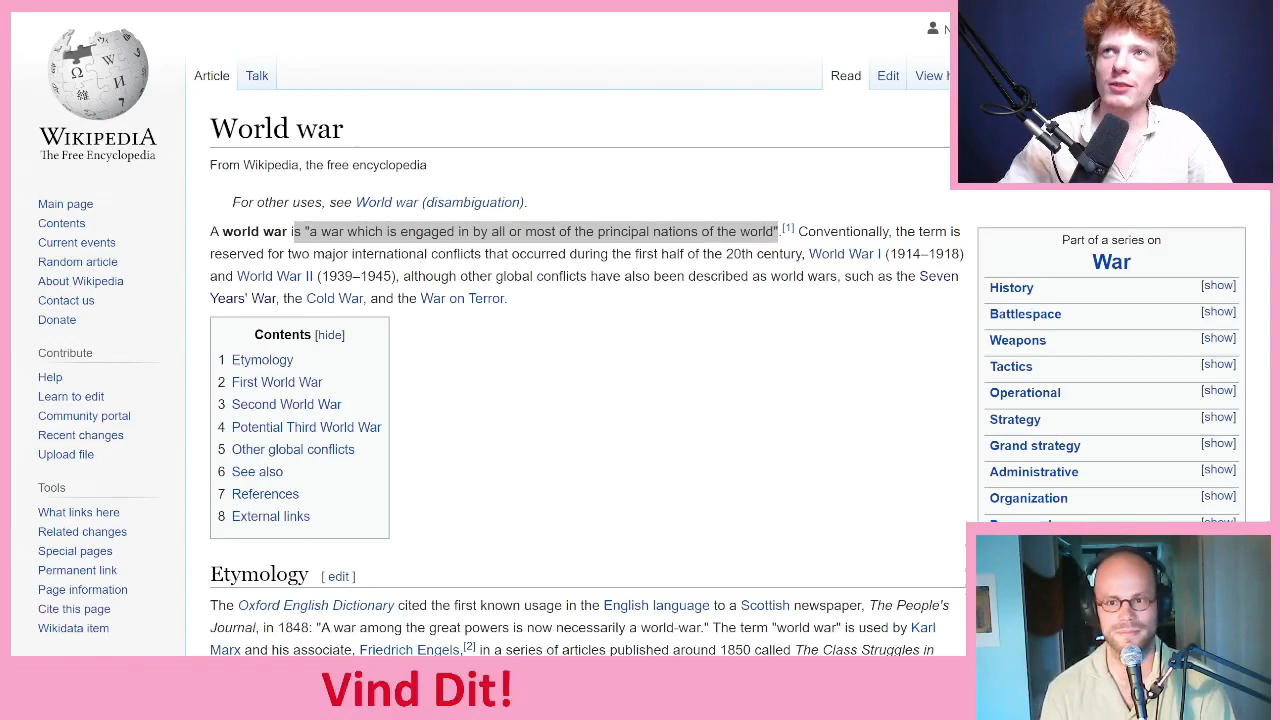 N
Article Talk Read Edit View h
WIKIPEDIA
The Free Encyclopedia
World war
From Wikipedia, the free encyclopedia
For other uses, see World war (disambiguation).
A world war is "a war which is engaged in by all or most of the principal nations of the world".[1] Conventionally, the term is
reserved for two major international conflicts that occurred during the first half of the 20th century, World War I (1914–1918)
and World War II (1939–1945), although other global conflicts have also been described as world wars, such as the Seven
Years' War, the Cold War, and the War on Terror.
Main page
Contents
Current events
Random article
About Wikipedia
Contact us
Donate
Contribute
Help
Learn to edit
Community portal
Recent changes
Upload file
Tools
What links here
Related changes
Special pages
Permanent link
Page information
Cite this page
Wikidata item
Contents [hide]
1 Etymology
2 First World War
3 Second World War
4 Potential Third World War
5 Other global conflicts
6 See also
7 References
8 External links
Part of a series on
War
History [show]
Battlespace [show]
Weapons [show]
Tactics [show]
Operational [show]
Strategy [show]
Grand strategy [show]
Administrative [show]
Organization [show]
Etymology [ edit ]
The Oxford English Dictionary cited the first known usage in the English language to a Scottish newspaper, The People's
Journal, in 1848: "A war among the great powers is now necessarily a world-war." The term "world war" is used by Karl
Marx and his associate, Friedrich Engels,[2] in a series of articles published around 1850 called The Class Struggles in
Vind Dit!